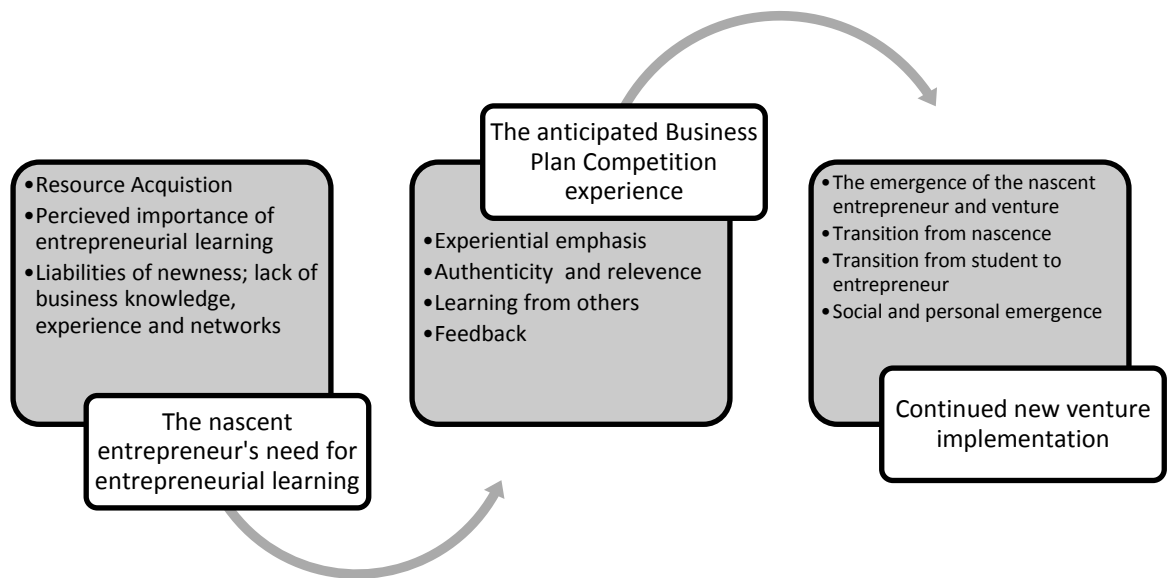 •Resource Acquistion
•Percieved importance of
entrepreneurial learning
•Liabilities of newness; lack of
business knowledge,
experience and networks
The nascent
entrepreneur's need for
entrepreneurial learning
The anticipated Business
Plan Competition
experience
•Experiential emphasis
•Authenticity and relevence
•Learning from others
•Feedback
•The emergence of the nascent
entrepreneur and venture
•Transition from nascence
•Transition from student to
entrepreneur
•Social and personal emergence
Continued new venture
implementation